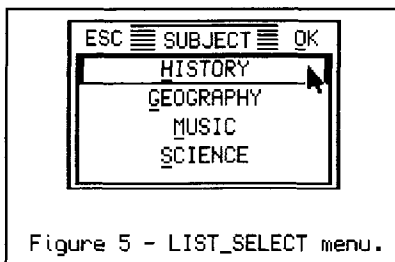 ESC SUBJECT OK
HISTORY
GEOGRAPHY
MUSIC
SCIENCE
Figure 5 - LIST_SELECT menu.